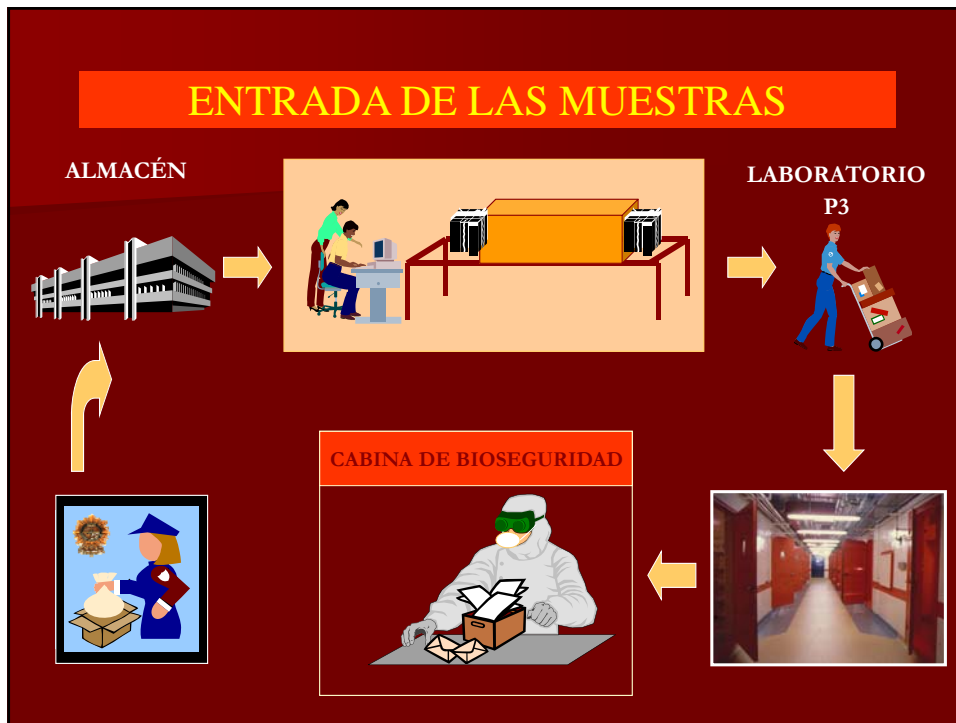 ENTRADA DE LAS MUESTRAS
ALMACÉN
LABORATORIO
P3
CABINA DE BIOSEGURIDAD